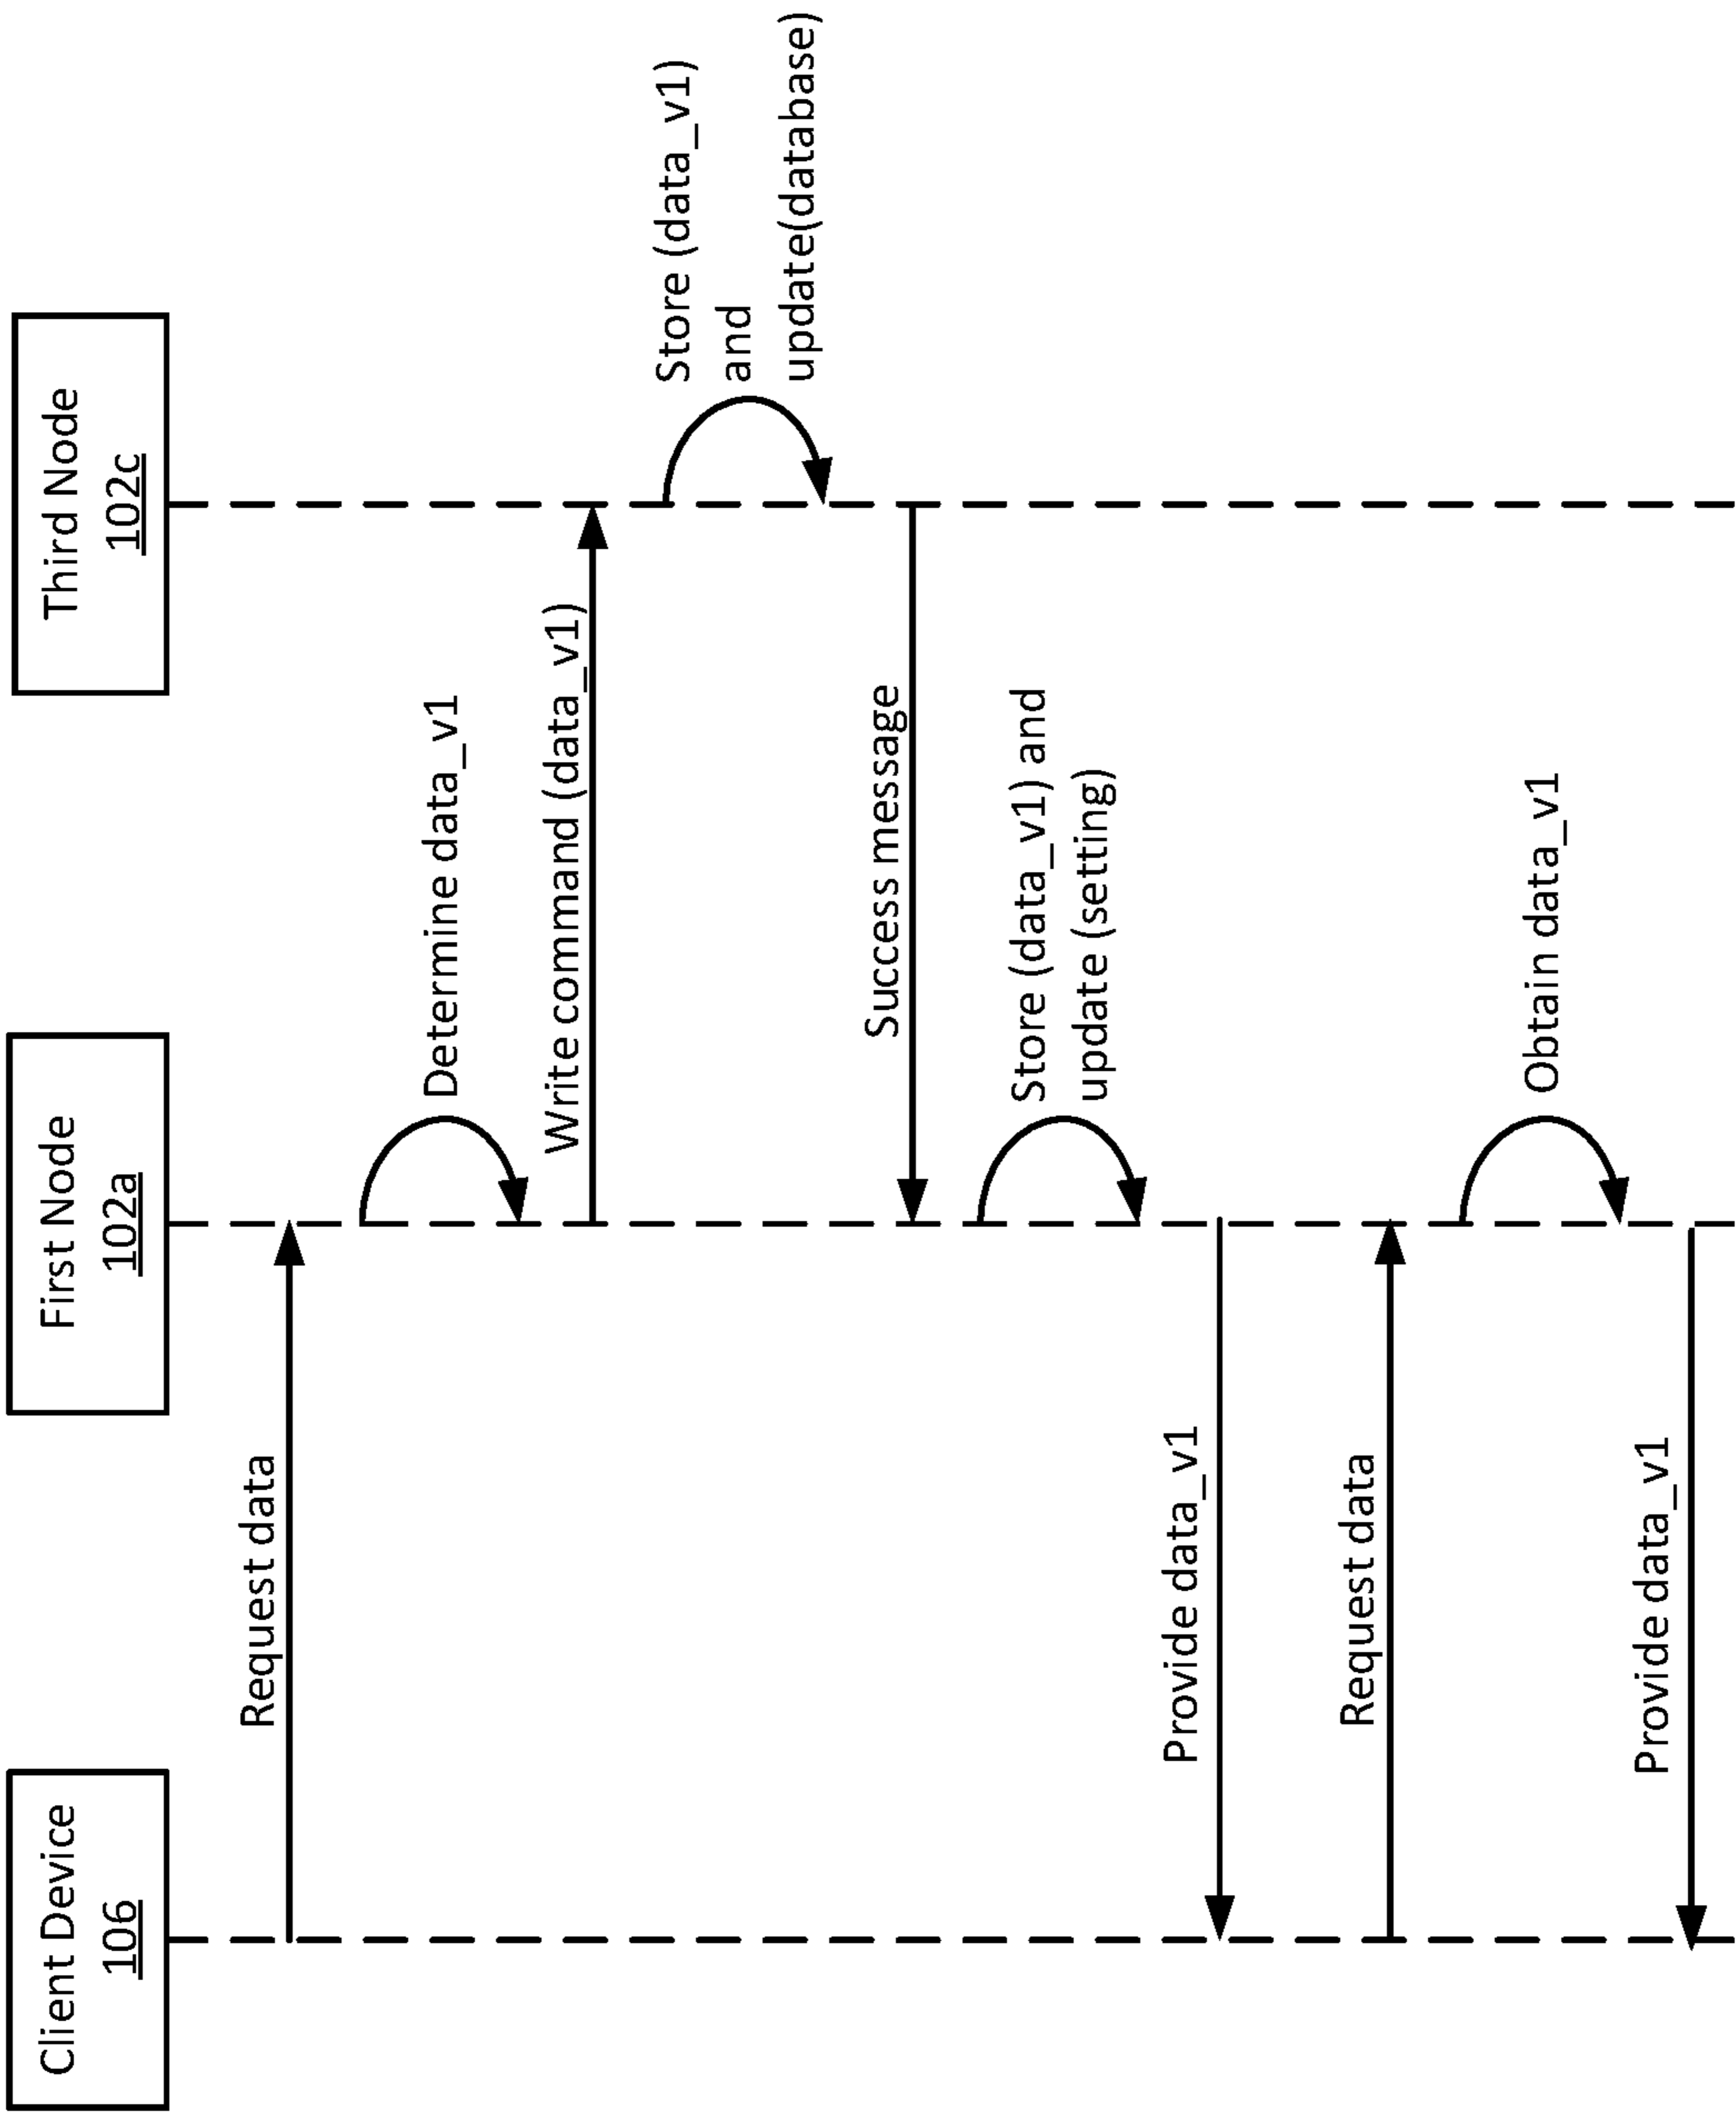 Client Device
106
First Node
102a
Third Node
102c
Request data
Determine data_v1
Write command (data_v1)
Store (data_v1)
and
update(database)
Success message
Store (data_v1) and
update (setting)
Provide data_v1
Request data
Obtain data_v1
Provide data_v1